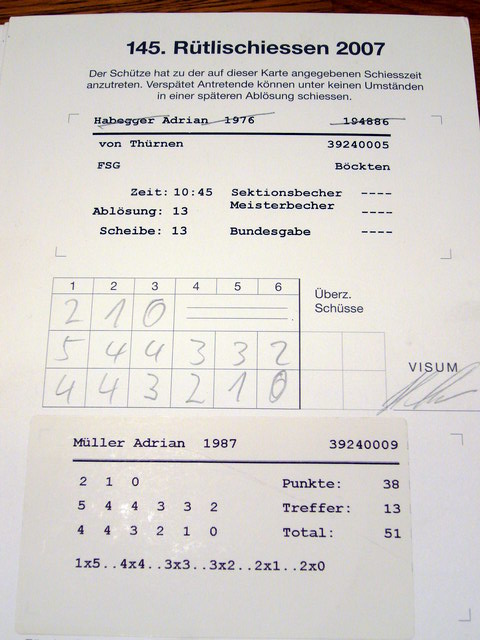 145. Rütlischiessen 2007
Der Schütze hat zu der auf dieser Karte angegebenen Schiesszeit
anzutreten. Verspätet Antretende können unter keinen Umständen
in einer späteren Ablösung schiessen.
Habegger Adrian 1976 194886
von Thürnen 39240005
FSG Böckten
Zeit: 10:45 Sektionsbecher ----
Meisterbecher
Ablösung: 13 ----
Scheibe: 13 Bundesgabe ----
1 2 3 4 5 6
2 1 0
Überz.
Schüsse
5 4 4 3 3 2
VISUM
4 4 3 2 1 0
Müller Adrian 1987 39240009
2 1 0 Punkte: 38
5 4 4 3 3 2 Treffer: 13
4 4 3 2 1 0 Total: 51
1x5..4x4..3x3..3x2..2x1..2x0